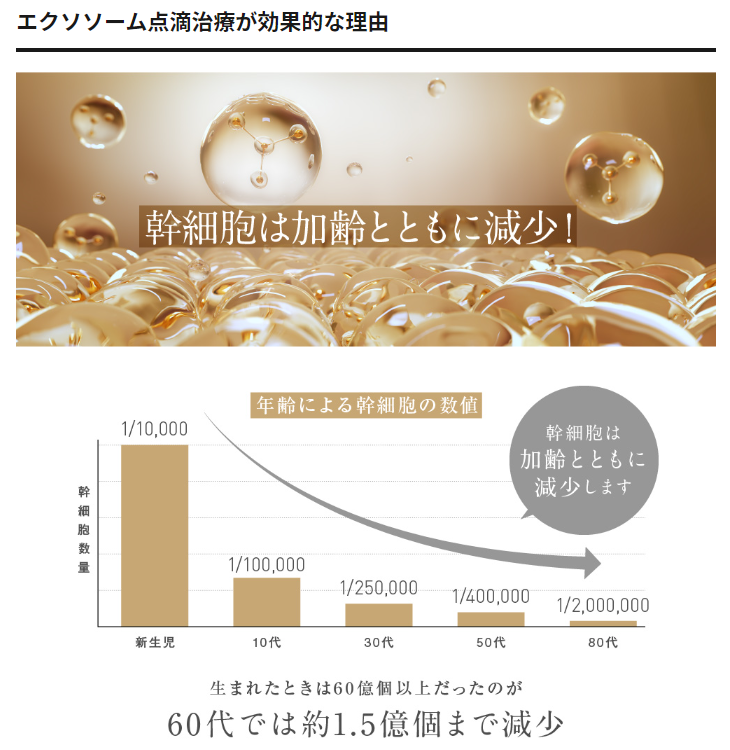 エクソソーム点滴治療が効果的な理由
幹細胞は加齢とともに減少！
年齢による幹細胞の数値
幹細胞は
加齢とともに
減少します
幹細胞数量
1/10,000
1/100,000
1/250,000
1/400,000
1/2,000,000
新生児
10代
30代
50代
80代
生まれたときは60億個以上だったのが
60代では約1.5億個まで減少